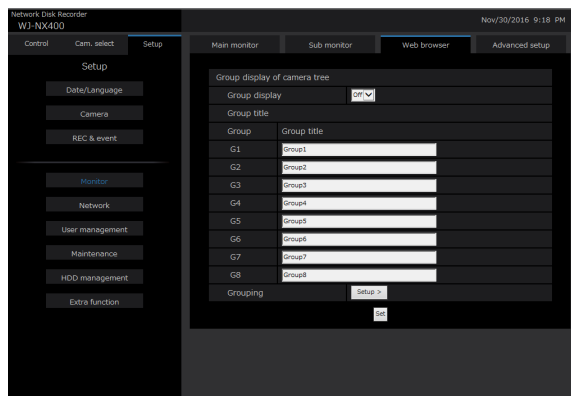 Network Disk Recorder
WJ-NX400
Nov/30/2016 9:18 PM
Control Cam. select Setup
Main monitor Sub monitor Web browser Advanced setup
Setup
Date/Language
Camera
REC & event
Monitor
Network
User management
Maintenance
HDD management
Extra function
Group display of camera tree
Group display Off
Group title
Group Group title
G1 Group1
G2 Group2
G3 Group3
G4 Group4
G5 Group5
G6 Group6
G7 Group7
G8 Group8
Grouping Setup >
Set